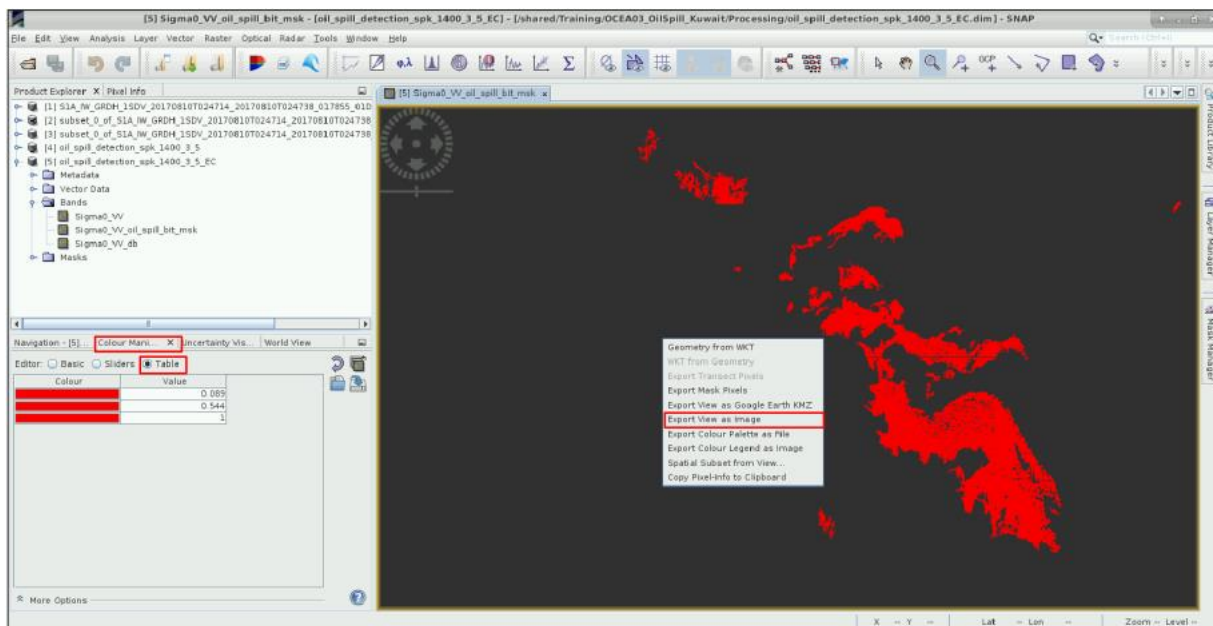 [5] Sigma0_VV_oil_spill_bit_msk - [oil_spill_detection_spk_1400_3_5_EC] - [/shared/Training/OCEA03_OilSpill_Kuwait/Processing/oil_spill_detection_spk_1400_3_5_EC.dim] - SNAP
File Edit View Analysis Layer Vector Raster Optical Radar Tools Window Help
Search (Ctrl+I)
Product Explorer X Pixel Info
[1] S1A_IW_GRDH_1SDV_20170810T024714_20170810T024738_017855_01D
[2] subset_0_of_S1A_IW_GRDH_1SDV_20170810T024714_20170810T024738
[3] subset_0_of_S1A_IW_GRDH_1SDV_20170810T024714_20170810T024738
[4] oil_spill_detection_spk_1400_3_5
[5] oil_spill_detection_spk_1400_3_5_EC
Metadata
Vector Data
Bands
Sigma0_VV
Sigma0_VV_oil_spill_bit_msk
Sigma0_VV_db
Masks
Navigation - [5]... Colour Mani... X Uncertainty Vis... World View
Editor: Basic Sliders Table
Colour Value
0.089
0.544
1
More Options
[5] Sigma0_VV_oil_spill_bit_msk x
Geometry from WKT
WKT from Geometry
Export Transect Pixels
Export Mask Pixels
Export View as Google Earth KMZ
Export View as Image
Export Colour Palette as File
Export Colour Legend as Image
Spatial Subset from View...
Copy Pixel-Info to Clipboard
Product Library
Layer Manager
Mask Manager
X -- Y -- Lat -- Lon -- Zoom -- Level --